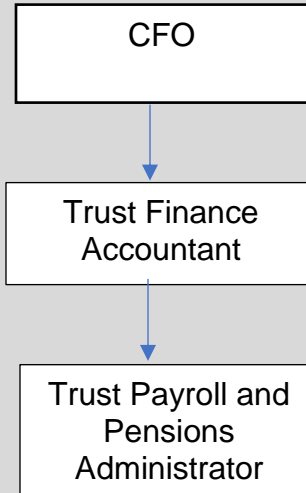 CFO
Trust Finance
Accountant
Trust Payroll and
Pensions
Administrator